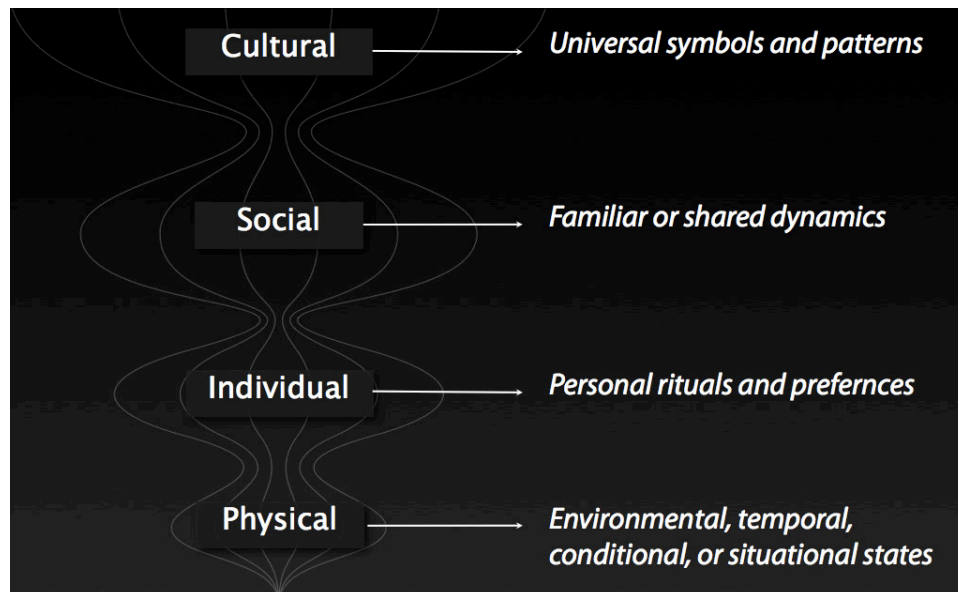 Cultural
Universal symbols and patterns
Social
Familiar or shared dynamics
Individual
Personal rituals and prefernces
Physical
Environmental, temporal,
conditional, or situational states